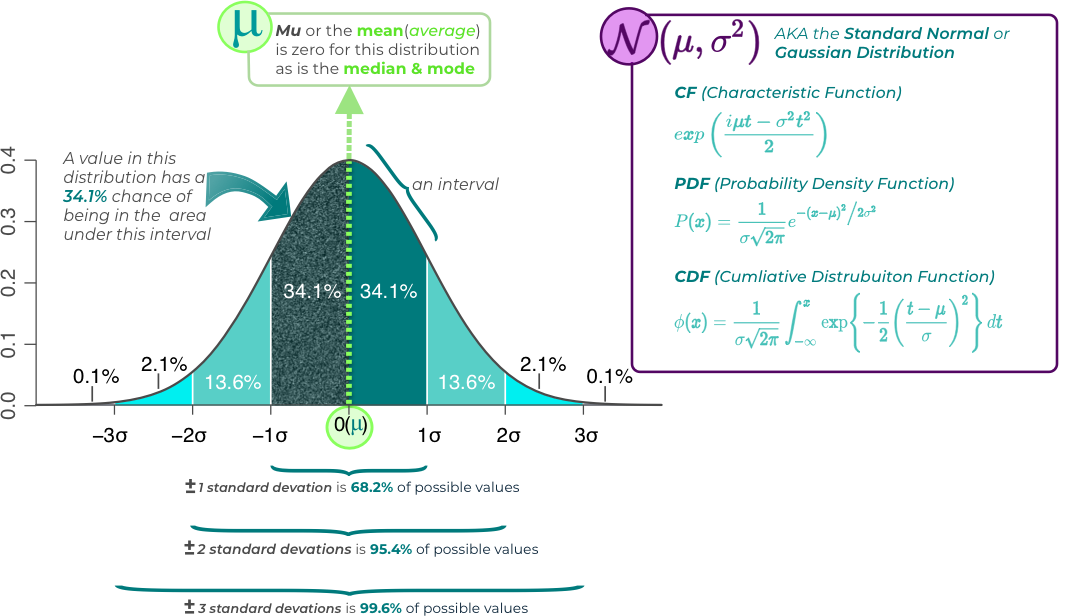 μ
Mu or the mean(average)
is zero for this distribution
as is the median & mode
𝒩(μ, σ²)
AKA the Standard Normal or
Gaussian Distribution
CF (Characteristic Function)
exp((iμt − σ²t²)/2)
PDF (Probability Density Function)
P(x) = 1/(σ√2π) e^(−(x−μ)²/2σ²)
CDF (Cumliative Distrubuiton Function)
ϕ(x) = 1/(σ√2π) ∫_−∞^x exp{−1/2((t − μ)/σ)²} dt
A value in this
distribution has a
34.1% chance of
being in the area
under this interval
an interval
0.4
0.3
0.2
0.1
0.0
34.1% 34.1%
0.1% 2.1% 13.6% 13.6% 2.1% 0.1%
−3σ −2σ −1σ 0(μ) 1σ 2σ 3σ
±1 standard devation is 68.2% of possible values
±2 standard devations is 95.4% of possible values
±3 standard devations is 99.6% of possible values